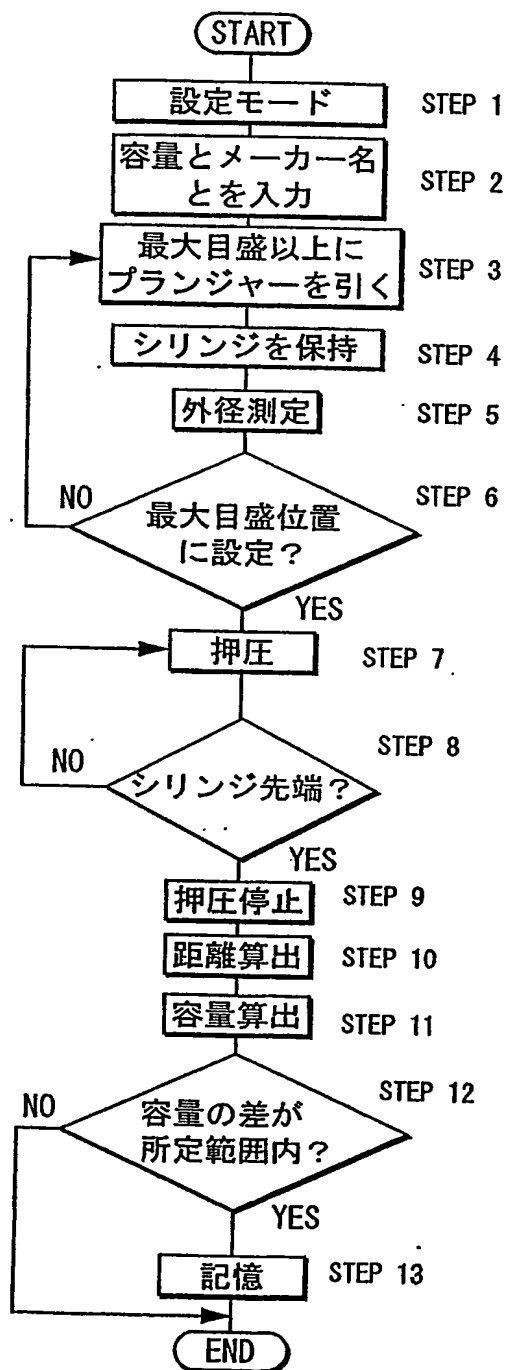 START
設定モード STEP 1
容量とメーカー名
とを入力 STEP 2
最大目盛以上に
プランジャーを引く STEP 3
シリンジを保持 STEP 4
外径測定 STEP 5
STEP 6
NO
最大目盛位置
に設定?
YES
押圧 STEP 7
STEP 8
NO
シリンジ先端?
YES
押圧停止 STEP 9
距離算出 STEP 10
容量算出 STEP 11
STEP 12
NO
容量の差が
所定範囲内?
YES
記憶 STEP 13
END